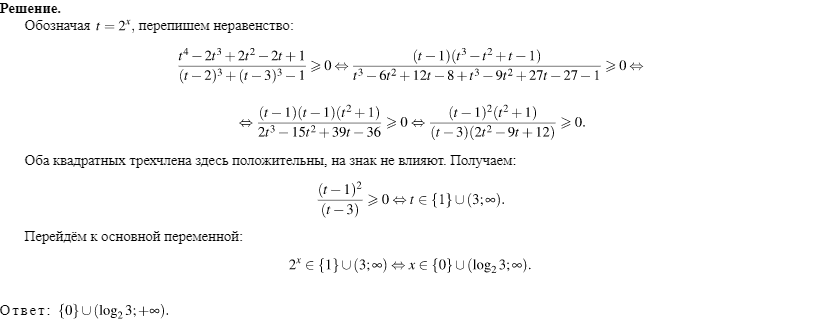 Решение.
Обозначая t = 2^x, перепишем неравенство:
(t^4 − 2t^3 + 2t^2 − 2t + 1)/((t − 2)^3 + (t − 3)^3 − 1) ⩾ 0 ⇔ ((t − 1)(t^3 − t^2 + t − 1))/(t^3 − 6t^2 + 12t − 8 + t^3 − 9t^2 + 27t − 27 − 1) ⩾ 0 ⇔
⇔ ((t − 1)(t − 1)(t^2 + 1))/(2t^3 − 15t^2 + 39t − 36) ⩾ 0 ⇔ ((t − 1)^2(t^2 + 1))/((t − 3)(2t^2 − 9t + 12)) ⩾ 0.
Оба квадратных трехчлена здесь положительны, на знак не влияют. Получаем:
(t − 1)^2/(t − 3) ⩾ 0 ⇔ t ∈ {1} ∪ (3; ∞).
Перейдём к основной переменной:
2^x ∈ {1} ∪ (3; ∞) ⇔ x ∈ {0} ∪ (log_2 3; ∞).
Ответ: {0} ∪ (log_2 3; +∞).